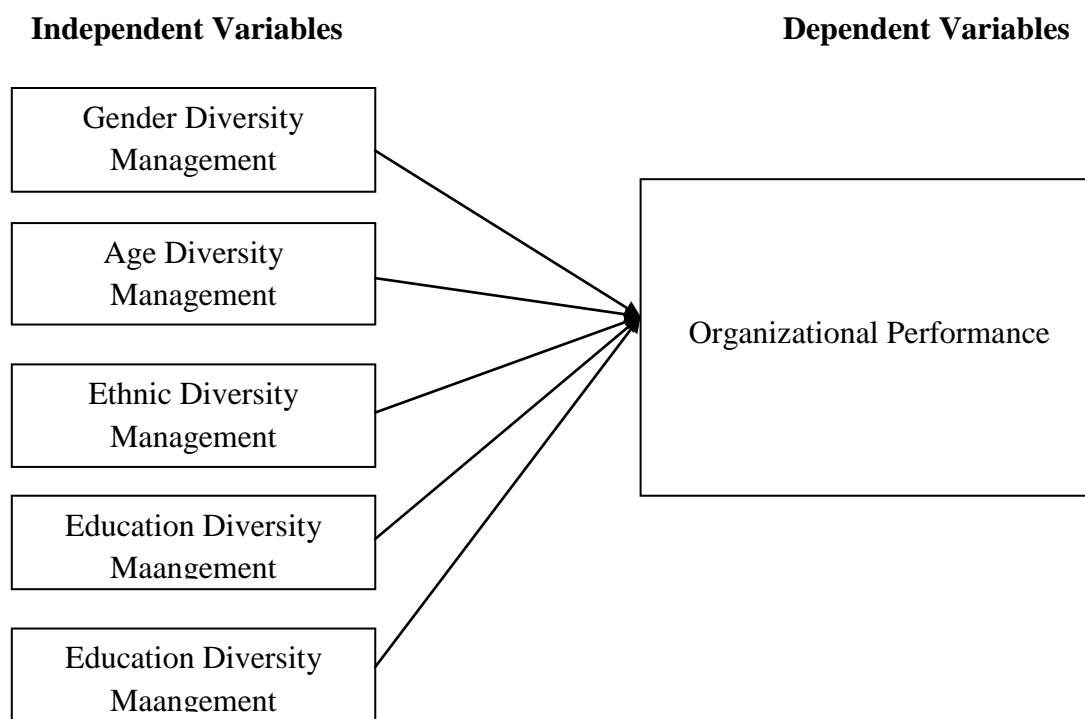 Independent Variables
Dependent Variables
Gender Diversity
Management
Age Diversity
Management
Ethnic Diversity
Management
Education Diversity
Maangement
Education Diversity
Maangement
Organizational Performance